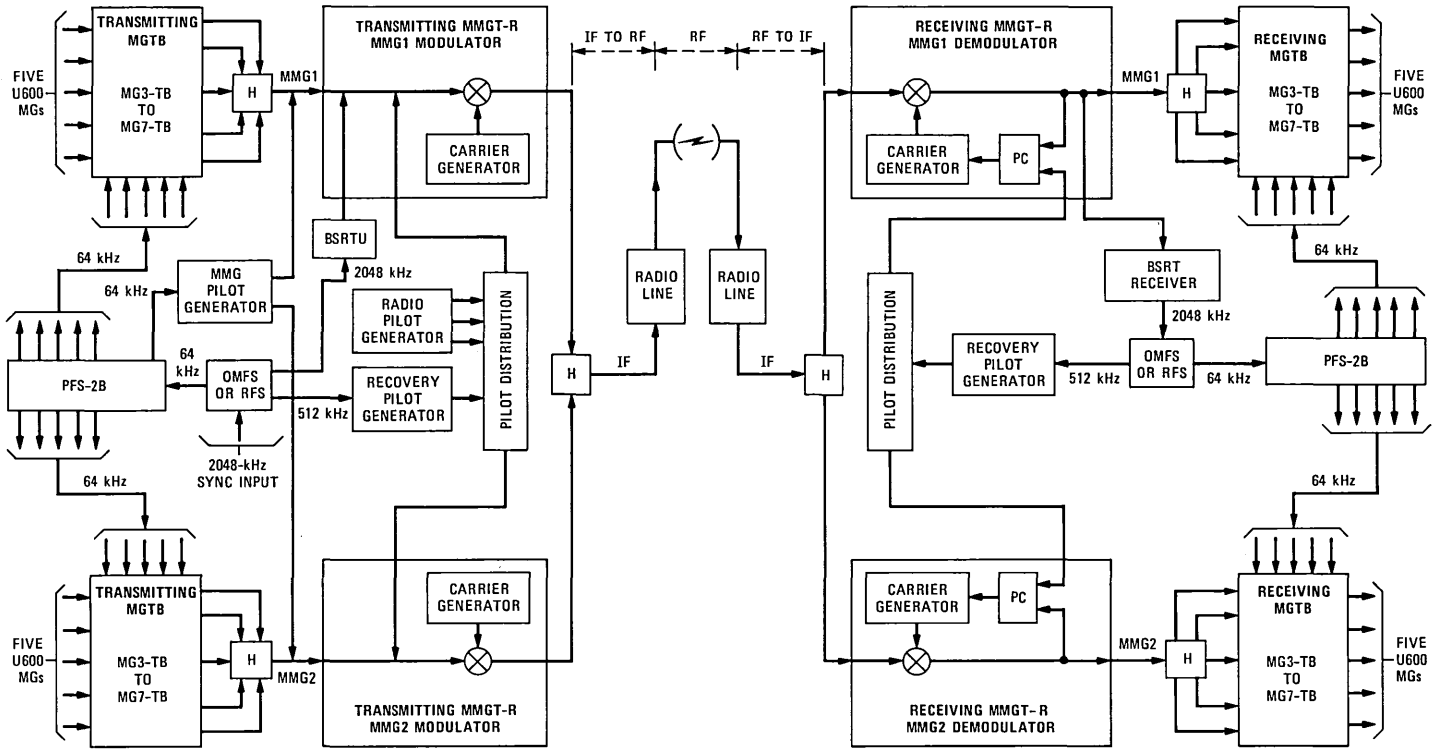 TRANSMITTING
MGTB
MG3-TB
TO
MG7-TB
FIVE
U600
MGs
H
MMG1
TRANSMITTING MMGT-R
MMG1 MODULATOR
CARRIER
GENERATOR
IF TO RF
RF
RF TO IF
RECEIVING MMGT-R
MMG1 DEMODULATOR
CARRIER
GENERATOR
PC
MMG1
H
RECEIVING
MGTB
MG3-TB
TO
MG7-TB
FIVE
U600
MGs
64 kHz
64 kHz
MMG
PILOT
GENERATOR
BSRTU
2048 kHz
RADIO
PILOT
GENERATOR
PILOT DISTRIBUTION
RADIO
LINE
RADIO
LINE
PILOT DISTRIBUTION
BSRT
RECEIVER
2048 kHz
64 kHz
PFS-2B
64
kHz
OMFS
OR RFS
512 kHz
RECOVERY
PILOT
GENERATOR
2048-kHz
SYNC INPUT
H
IF
IF
H
RECOVERY
PILOT
GENERATOR
512 kHz
OMFS
OR RFS
64 kHz
PFS-2B
64 kHz
64 kHz
TRANSMITTING
MGTB
MG3-TB
TO
MG7-TB
FIVE
U600
MGs
H
MMG2
CARRIER
GENERATOR
TRANSMITTING MMGT-R
MMG2 MODULATOR
CARRIER
GENERATOR
PC
RECEIVING MMGT-R
MMG2 DEMODULATOR
MMG2
H
RECEIVING
MGTB
MG3-TB
TO
MG7-TB
FIVE
U600
MGs